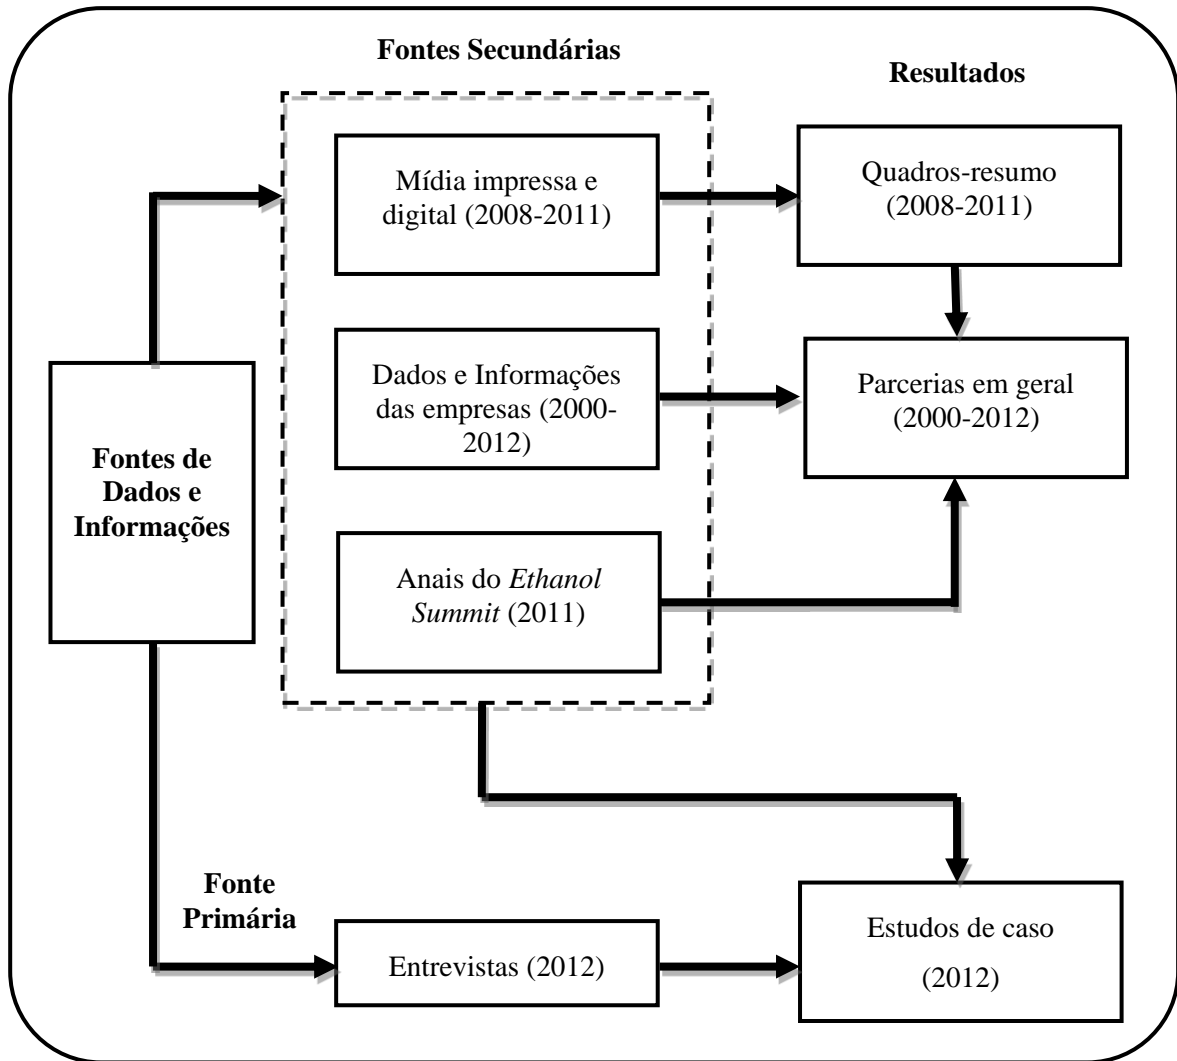 Fontes Secundárias
Resultados
Mídia impressa e
digital (2008-2011)
Quadros-resumo
(2008-2011)
Dados e Informações
das empresas (2000-
2012)
Parcerias em geral
(2000-2012)
Fontes de
Dados e
Informações
Anais do Ethanol
Summit (2011)
Fonte
Primária
Entrevistas (2012)
Estudos de caso
(2012)